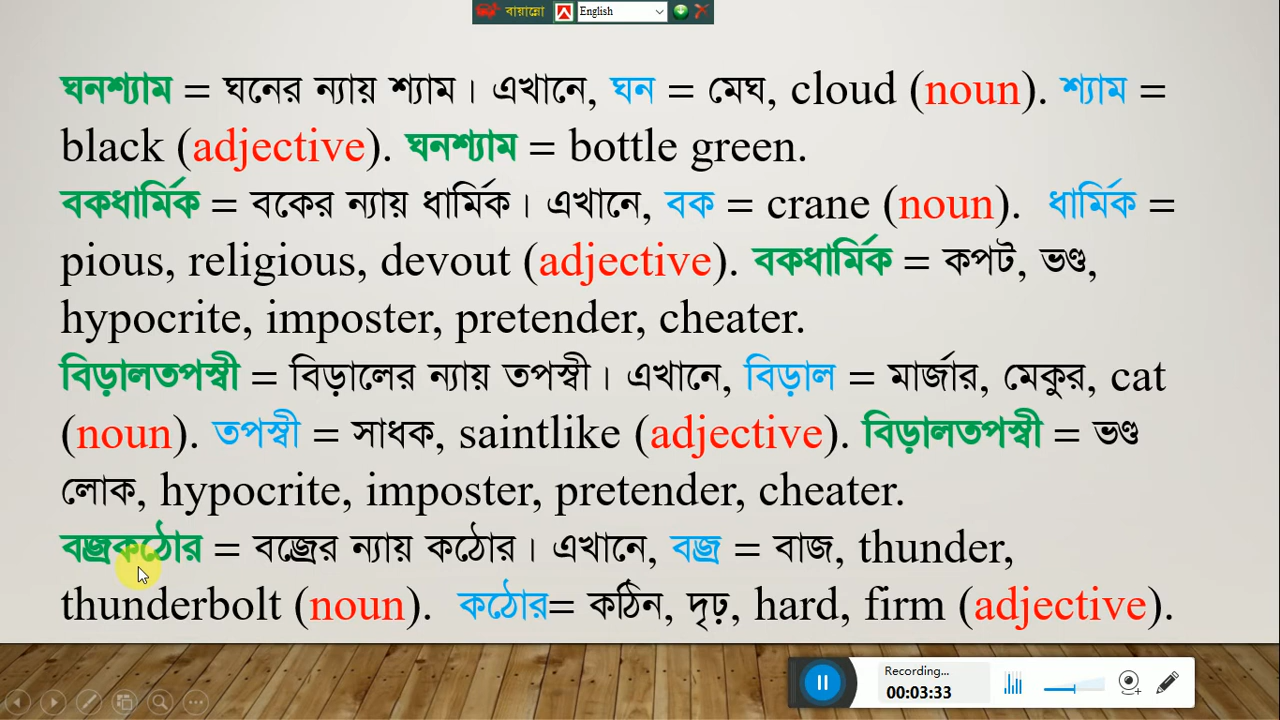 বায়ান্নো
English
ঘনশ্যাম = ঘনের ন্যায় শ্যাম। এখানে, ঘন = মেঘ, cloud (noun). শ্যাম =
black (adjective). ঘনশ্যাম = bottle green.
বকধার্মিক = বকের ন্যায় ধার্মিক। এখানে, বক = crane (noun). ধার্মিক =
pious, religious, devout (adjective). বকধার্মিক = কপট, ভণ্ড,
hypocrite, imposter, pretender, cheater.
বিড়ালতপস্বী = বিড়ালের ন্যায় তপস্বী। এখানে, বিড়াল = মার্জার, মেকুর, cat
(noun). তপস্বী = সাধক, saintlike (adjective). বিড়ালতপস্বী = ভণ্ড
লোক, hypocrite, imposter, pretender, cheater.
বজ্রকঠোর = বজ্রের ন্যায় কঠোর। এখানে, বজ্র = বাজ, thunder,
thunderbolt (noun). কঠোর= কঠিন, দৃঢ়, hard, firm (adjective).
Recording...
00:03:33